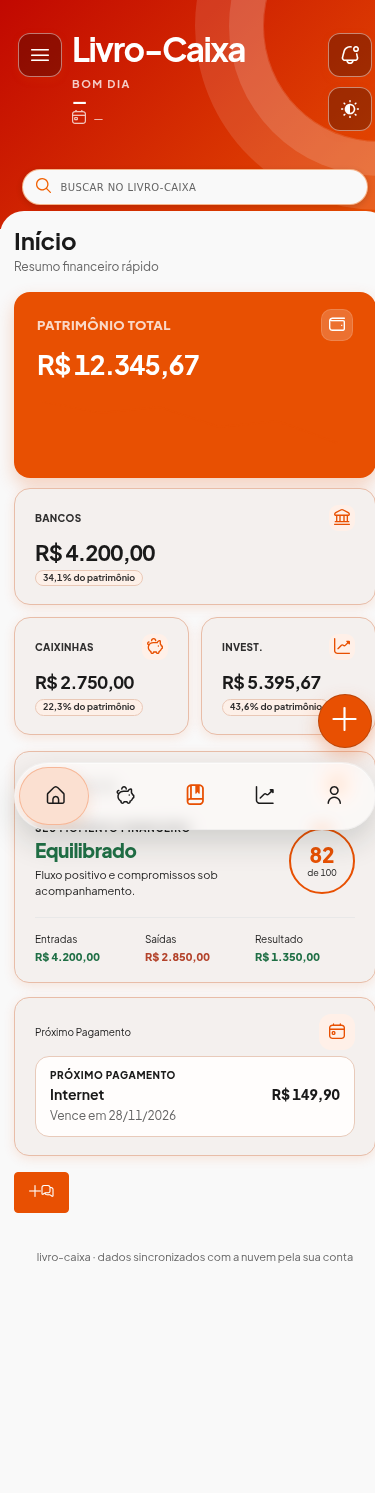 Livro-Caixa
BOM DIA
—
—
BUSCAR NO LIVRO-CAIXA
Início
Resumo financeiro rápido
PATRIMÔNIO TOTAL
R$ 12.345,67
BANCOS
R$ 4.200,00
34,1% do patrimônio
CAIXINHAS
R$ 2.750,00
22,3% do patrimônio
INVEST.
R$ 5.395,67
43,6% do patrimônio
SEU MOMENTO FINANCEIRO
Equilibrado
Fluxo positivo e compromissos sob
acompanhamento.
82
de 100
Entradas
R$ 4.200,00
Saídas
R$ 2.850,00
Resultado
R$ 1.350,00
Próximo Pagamento
PRÓXIMO PAGAMENTO
Internet
R$ 149,90
Vence em 28/11/2026
livro-caixa · dados sincronizados com a nuvem pela sua conta